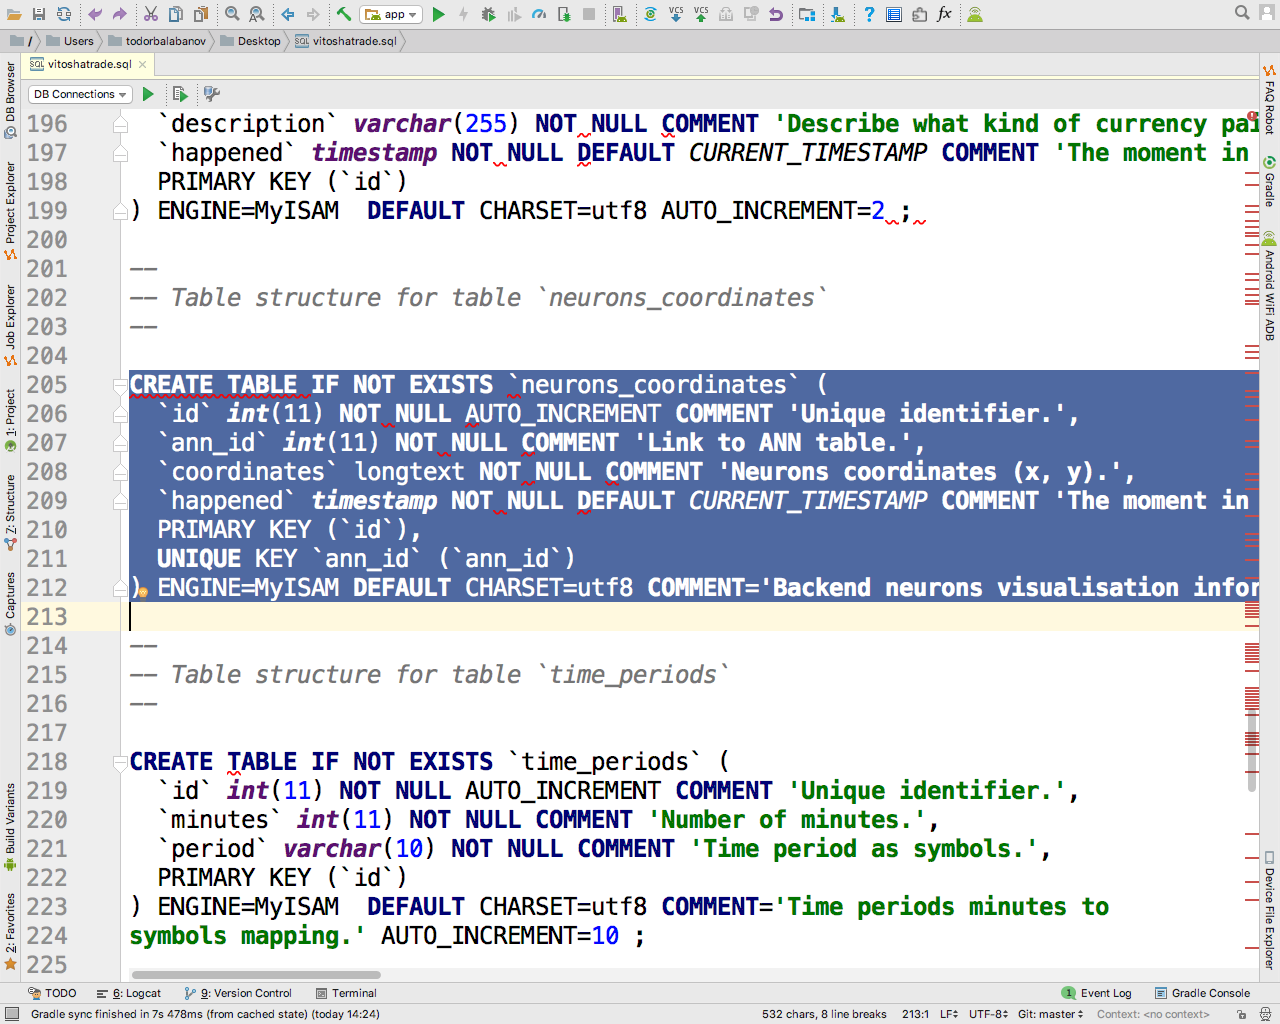 app
/ Users todorbalabanov Desktop vitoshatrade.sql
vitoshatrade.sql
DB Connections
196 `description` varchar(255) NOT NULL COMMENT 'Describe what kind of currency pai
197 `happened` timestamp NOT NULL DEFAULT CURRENT_TIMESTAMP COMMENT 'The moment in
198 PRIMARY KEY (`id`)
199 ) ENGINE=MyISAM  DEFAULT CHARSET=utf8 AUTO_INCREMENT=2 ;
200
201 --
202 -- Table structure for table `neurons_coordinates`
203 --
204
205 CREATE TABLE IF NOT EXISTS `neurons_coordinates` (
206 `id` int(11) NOT NULL AUTO_INCREMENT COMMENT 'Unique identifier.',
207 `ann_id` int(11) NOT NULL COMMENT 'Link to ANN table.',
208 `coordinates` longtext NOT NULL COMMENT 'Neurons coordinates (x, y).',
209 `happened` timestamp NOT NULL DEFAULT CURRENT_TIMESTAMP COMMENT 'The moment in
210 PRIMARY KEY (`id`),
211 UNIQUE KEY `ann_id` (`ann_id`)
212 ) ENGINE=MyISAM DEFAULT CHARSET=utf8 COMMENT='Backend neurons visualisation infor
213
214 --
215 -- Table structure for table `time_periods`
216 --
217
218 CREATE TABLE IF NOT EXISTS `time_periods` (
219 `id` int(11) NOT NULL AUTO_INCREMENT COMMENT 'Unique identifier.',
220 `minutes` int(11) NOT NULL COMMENT 'Number of minutes.',
221 `period` varchar(10) NOT NULL COMMENT 'Time period as symbols.',
222 PRIMARY KEY (`id`)
223 ) ENGINE=MyISAM  DEFAULT CHARSET=utf8 COMMENT='Time periods minutes to
224 symbols mapping.' AUTO_INCREMENT=10 ;
225
DB Browser
Project Explorer
Job Explorer
1: Project
7: Structure
Captures
Build Variants
2: Favorites
FAQ Robot
Gradle
Android WiFi ADB
Device File Explorer
VCS VCS
TODO 6: Logcat 9: Version Control Terminal 1 Event Log Gradle Console
Gradle sync finished in 7s 478ms (from cached state) (today 14:24) 532 chars, 8 line breaks 213:1 LF UTF-8 Git: master Context: <no context>